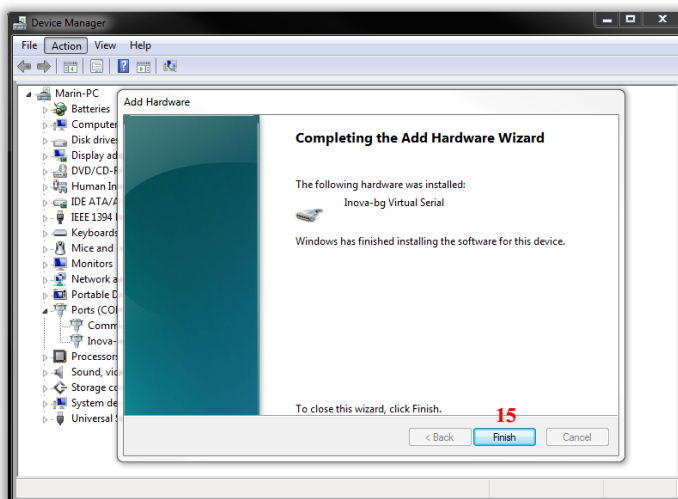 Device Manager
File Action View Help
Marin-PC
Batteries
Computer
Disk drive
Display ad
DVD/CD-R
Human In
IDE ATA/A
IEEE 1394
Keyboards
Mice and
Monitors
Network a
Portable D
Ports (CO
Comm
Inova-
Processors
Sound, vid
Storage co
System de
Universal S
Add Hardware
Completing the Add Hardware Wizard
The following hardware was installed:
Inova-bg Virtual Serial
Windows has finished installing the software for this device.
To close this wizard, click Finish.
15
< Back Finish Cancel